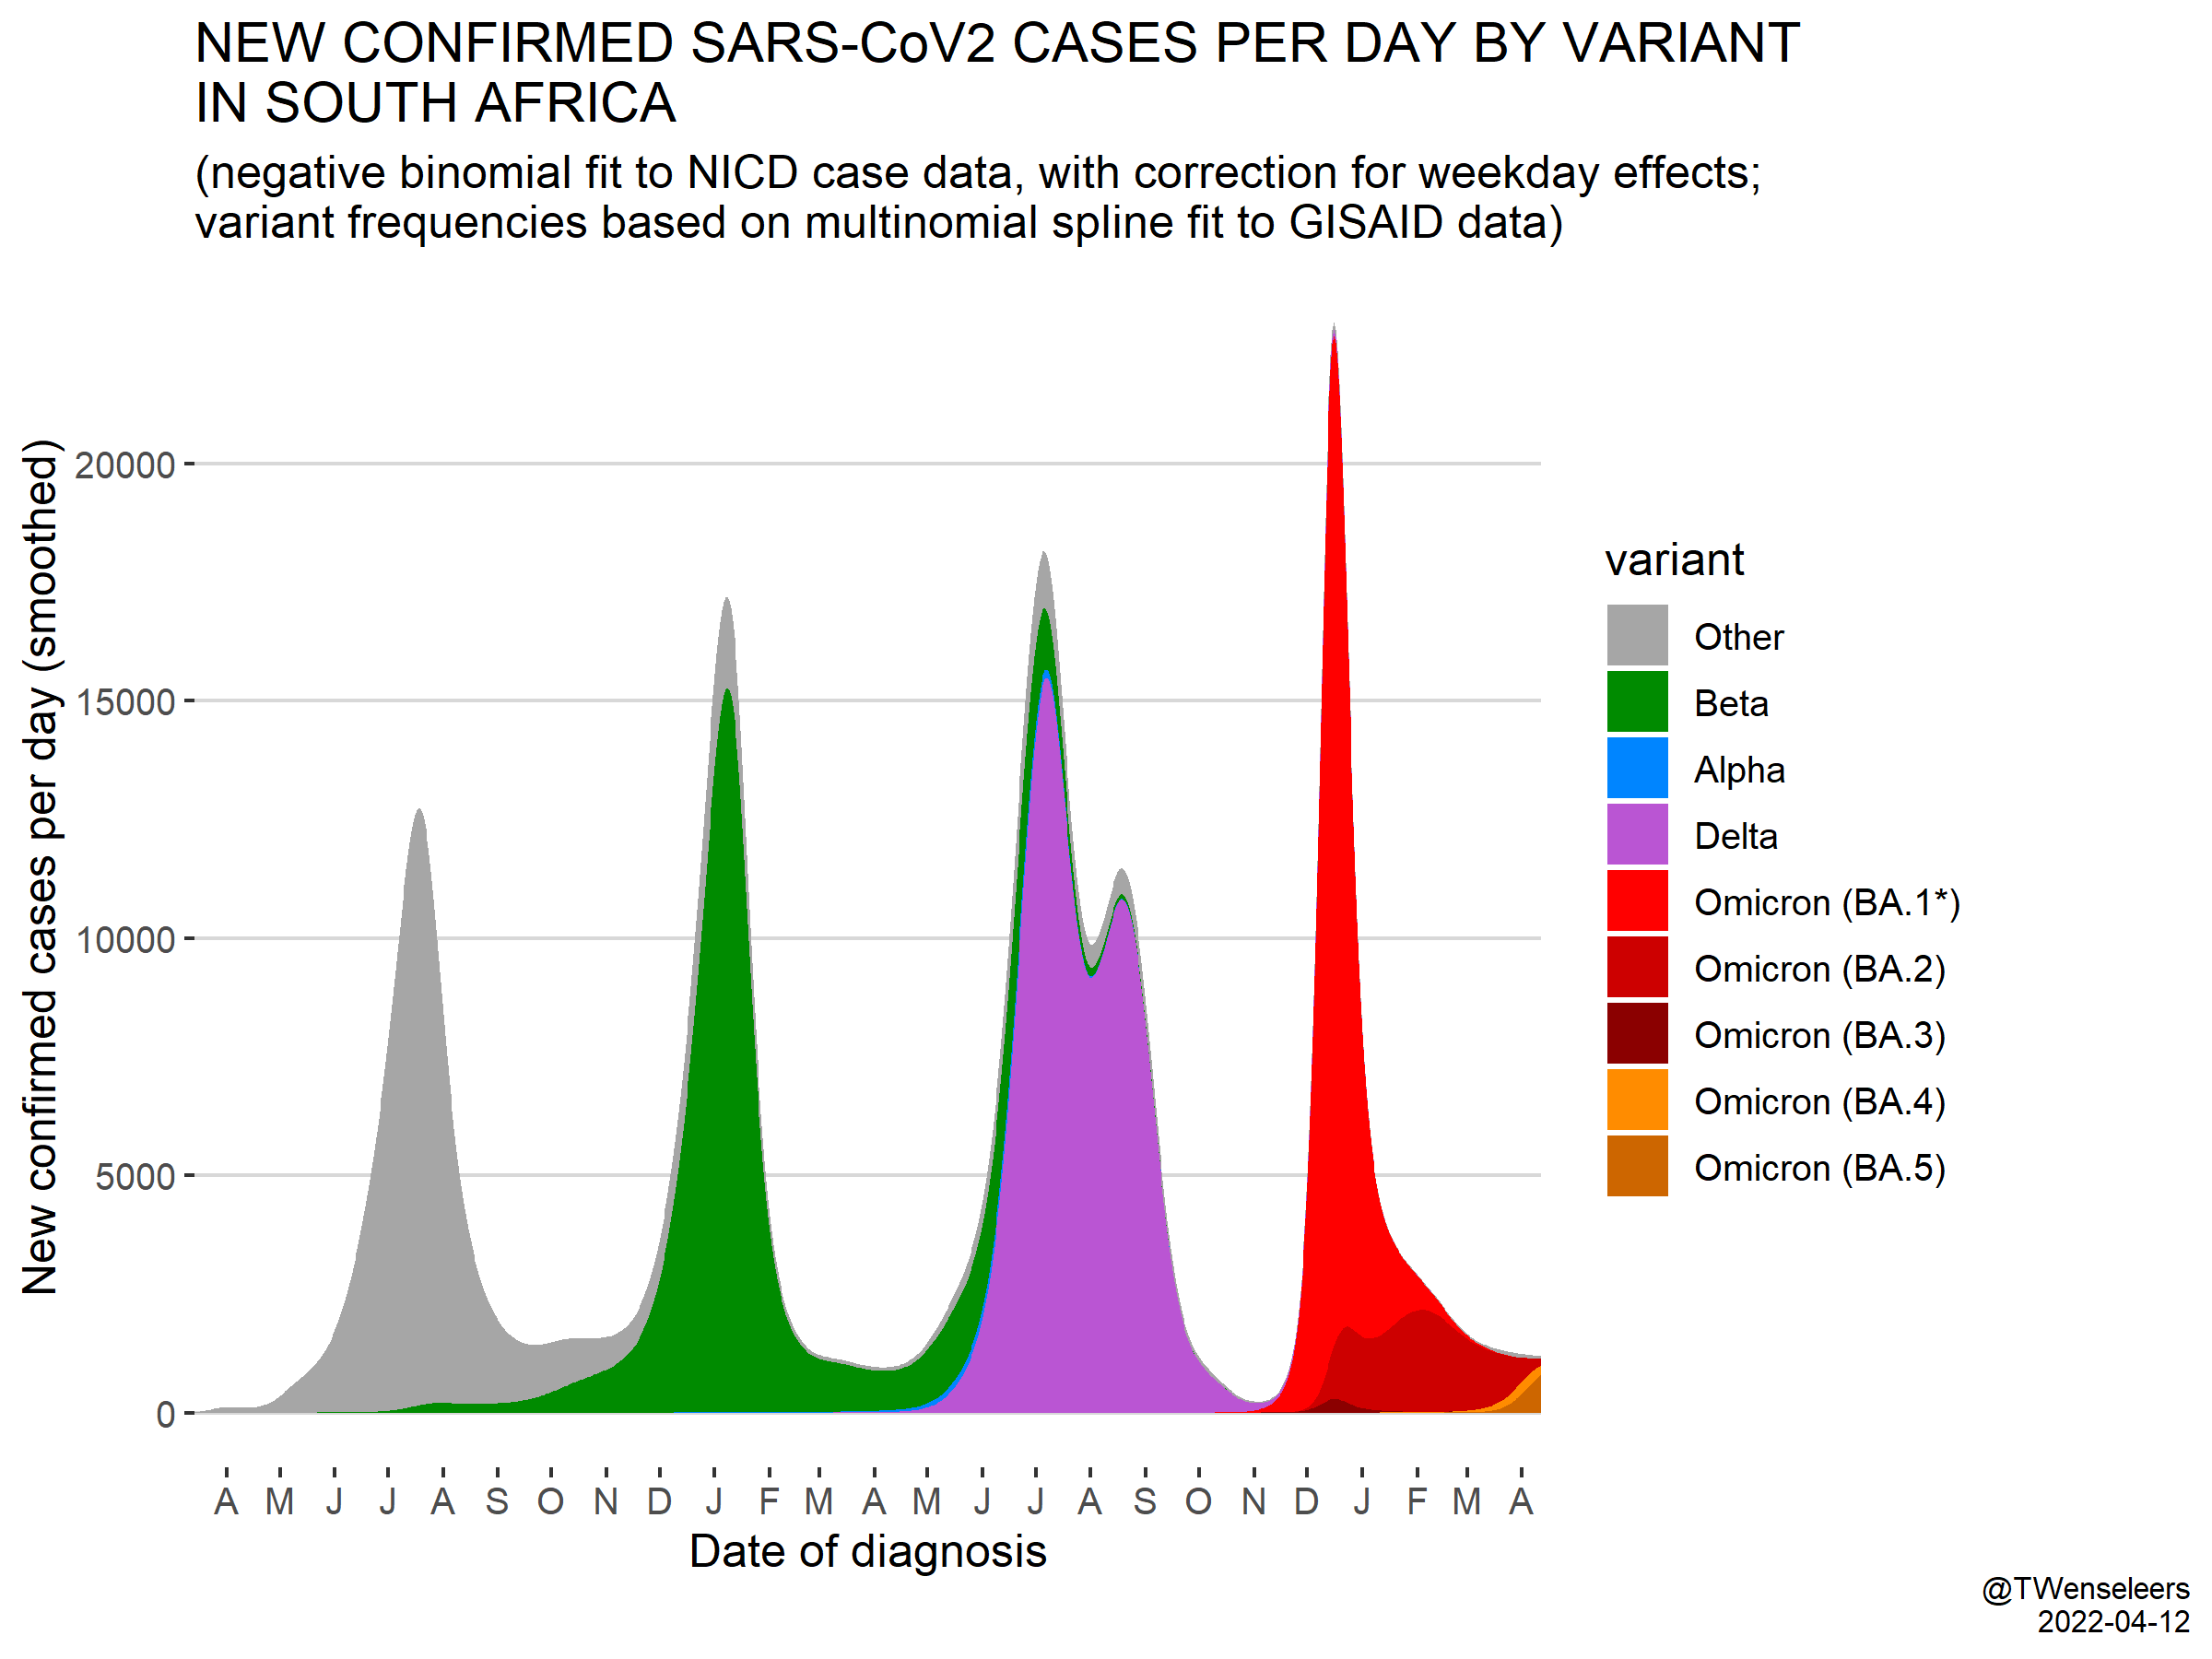 NEW CONFIRMED SARS-CoV2 CASES PER DAY BY VARIANT
IN SOUTH AFRICA
(negative binomial fit to NICD case data, with correction for weekday effects;
variant frequencies based on multinomial spline fit to GISAID data)
New confirmed cases per day (smoothed)
20000
15000
10000
5000
0
A M J J A S O N D J F M A M J J A S O N D J F M A
Date of diagnosis
variant
Other
Beta
Alpha
Delta
Omicron (BA.1*)
Omicron (BA.2)
Omicron (BA.3)
Omicron (BA.4)
Omicron (BA.5)
@TWenseleers
2022-04-12